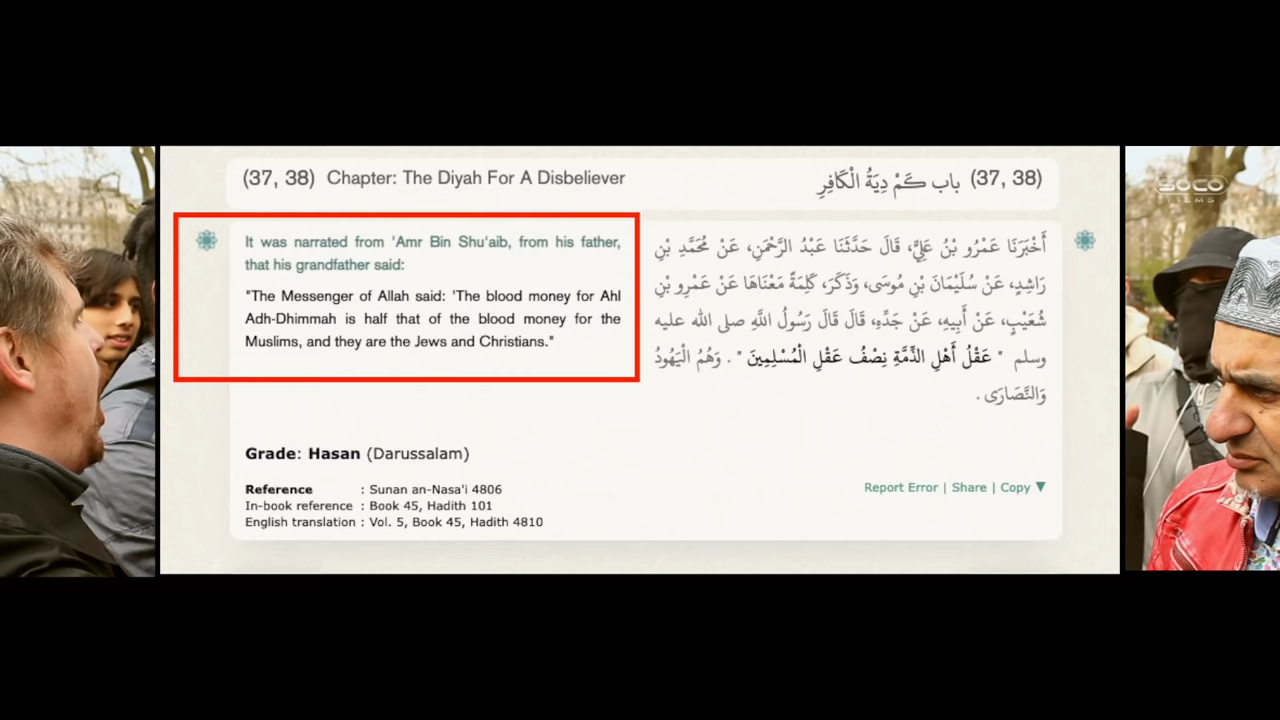 (37, 38) Chapter: The Diyah For A Disbeliever
(37, 38) باب كَمْ دِيَةُ الْكَافِرِ
It was narrated from 'Amr Bin Shu'aib, from his father,
that his grandfather said:
"The Messenger of Allah said: 'The blood money for Ahl
Adh-Dhimmah is half that of the blood money for the
Muslims, and they are the Jews and Christians."
أَخْبَرَنَا عَمْرُو بْنُ عَلِيٍّ، قَالَ حَدَّثَنَا عَبْدُ الرَّحْمَنِ، عَنْ مُحَمَّدِ بْنِ
رَاشِدٍ، عَنْ سُلَيْمَانَ بْنِ مُوسَى، وَذَكَرَ، كَلِمَةً مَعْنَاهَا عَنْ عَمْرِو بْنِ
شُعَيْبٍ، عَنْ أَبِيهِ، عَنْ جَدِّهِ، قَالَ قَالَ رَسُولُ اللَّهِ صلى الله عليه
وسلم " عَقْلُ أَهْلِ الذِّمَّةِ نِصْفُ عَقْلِ الْمُسْلِمِينَ " . وَهُمُ الْيَهُودُ
وَالنَّصَارَى .
Grade: Hasan (Darussalam)
Reference : Sunan an-Nasa'i 4806
In-book reference : Book 45, Hadith 101
English translation : Vol. 5, Book 45, Hadith 4810
Report Error | Share | Copy ▼
SOCO
FILMS